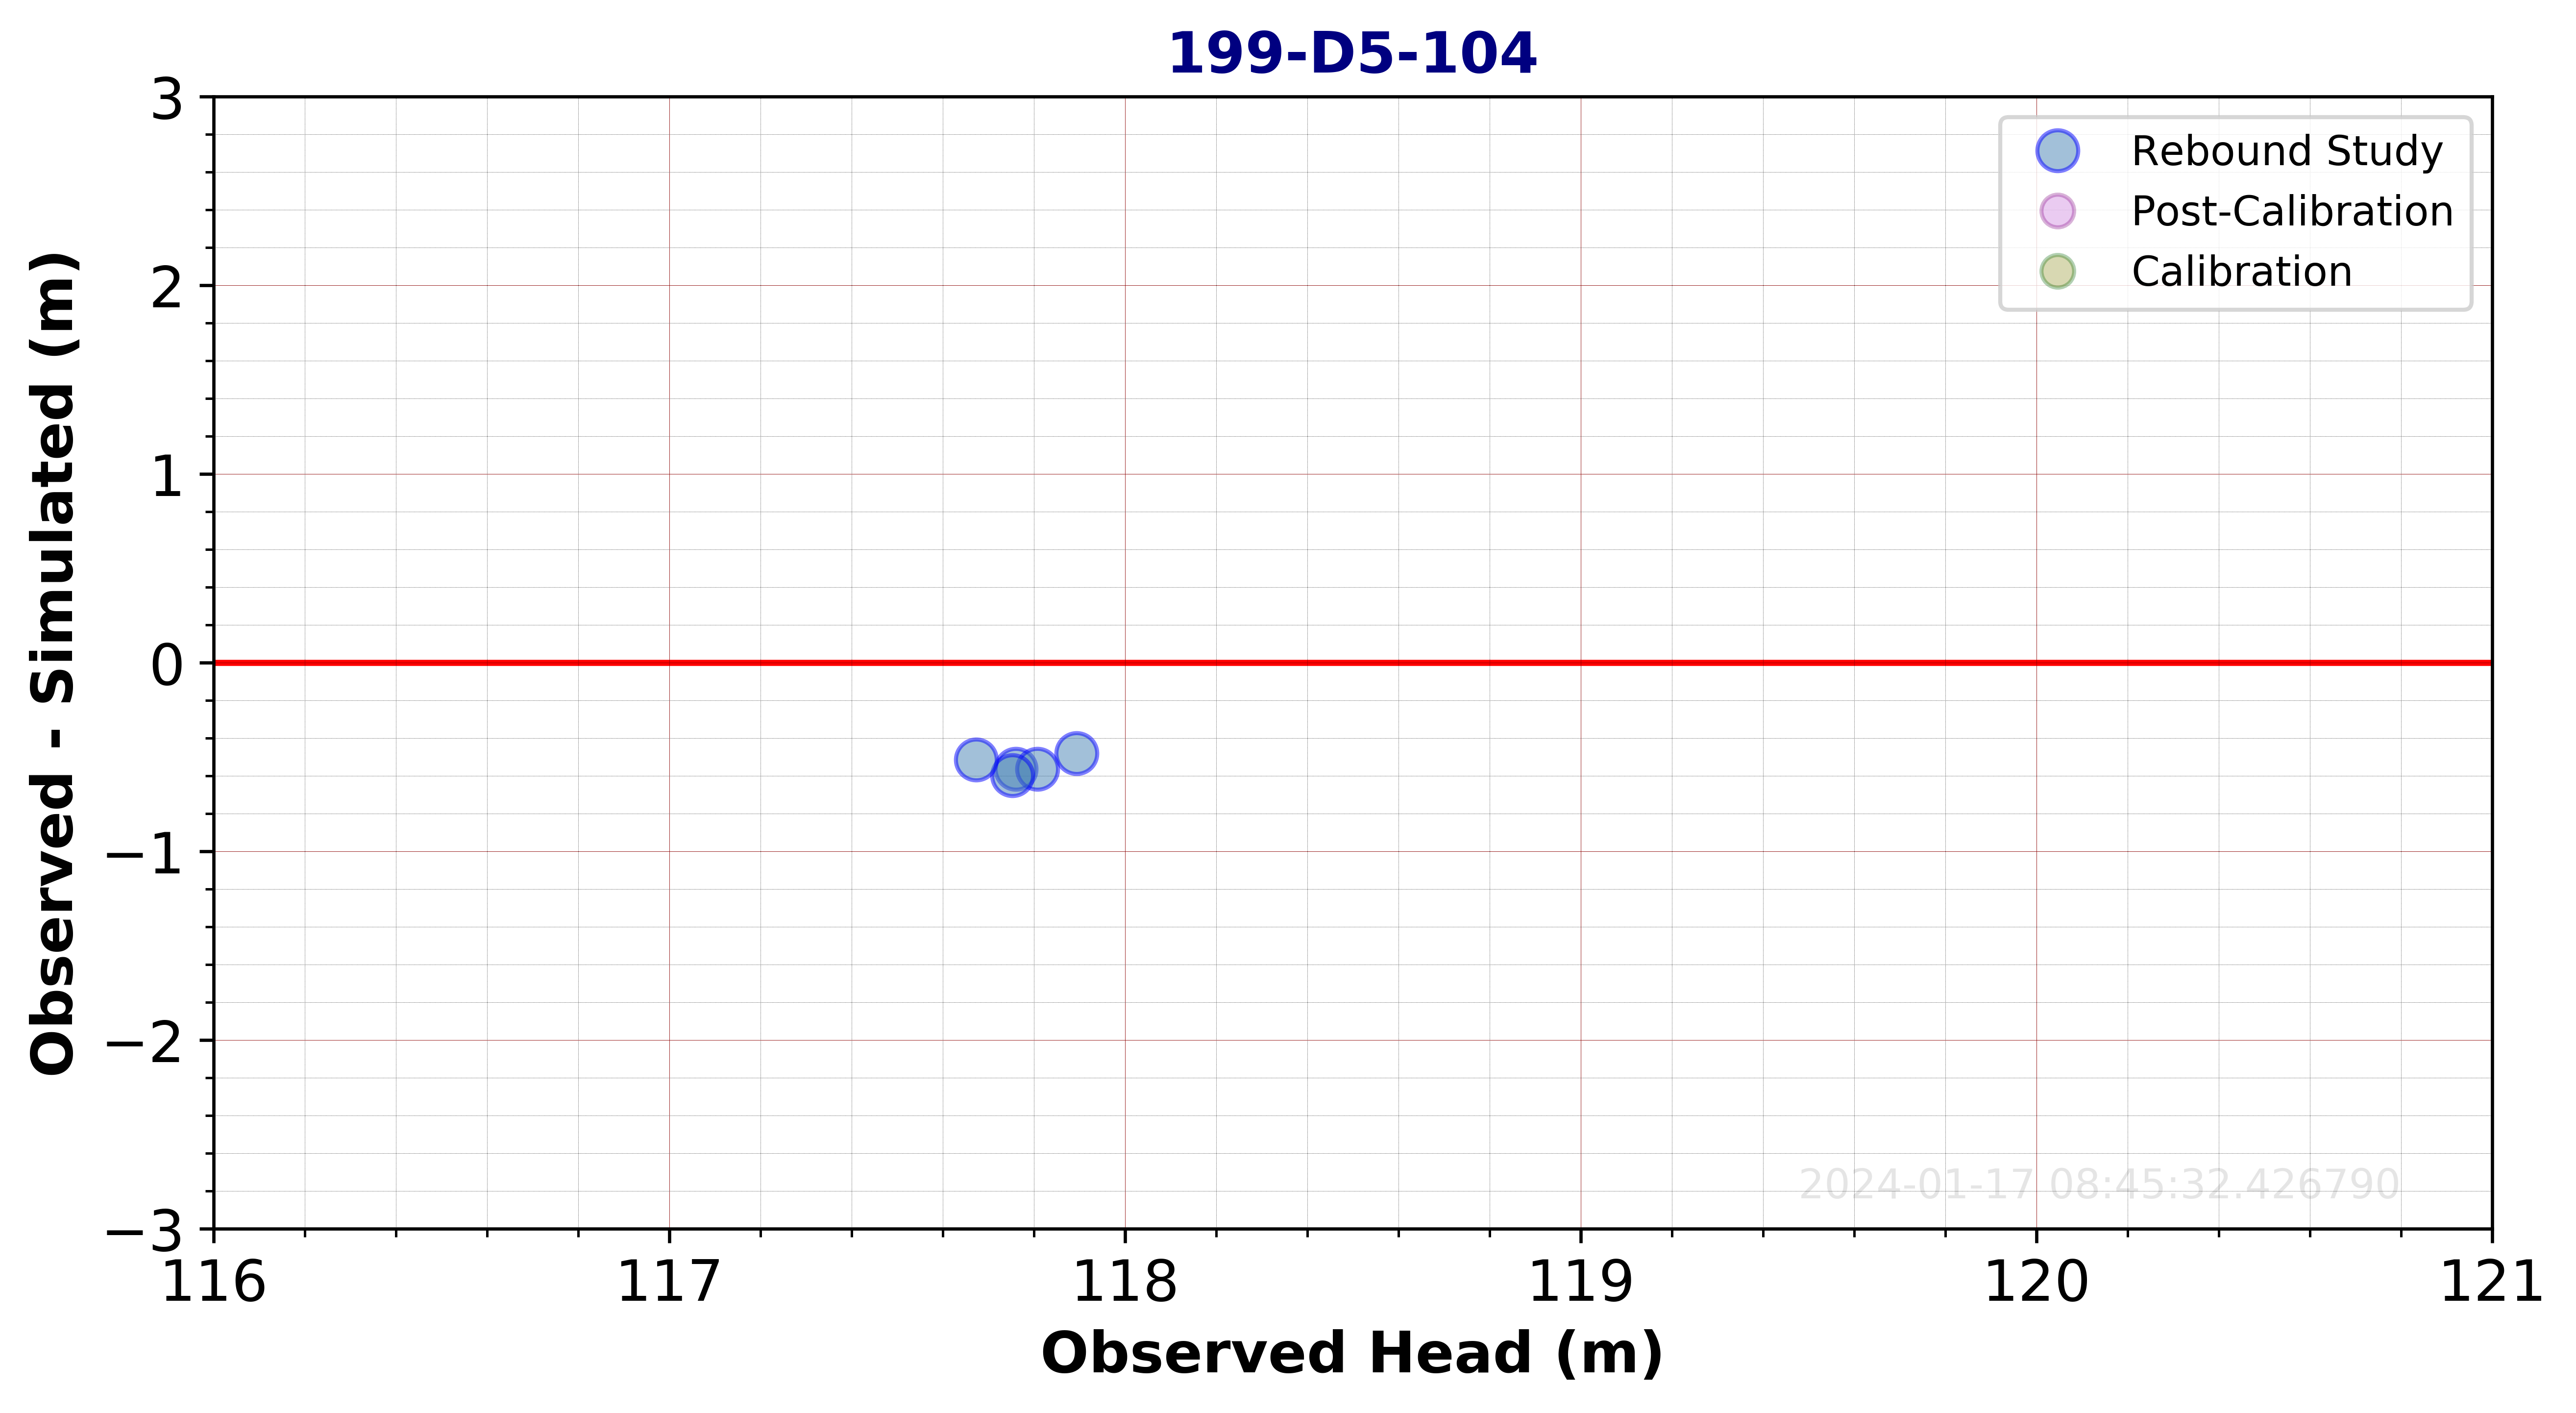 199-D5-104
3
2
1
0
−1
−2
−3
Observed - Simulated (m)
Rebound Study
Post-Calibration
Calibration
2024-01-17 08:45:32.426790
116 117 118 119 120 121
Observed Head (m)